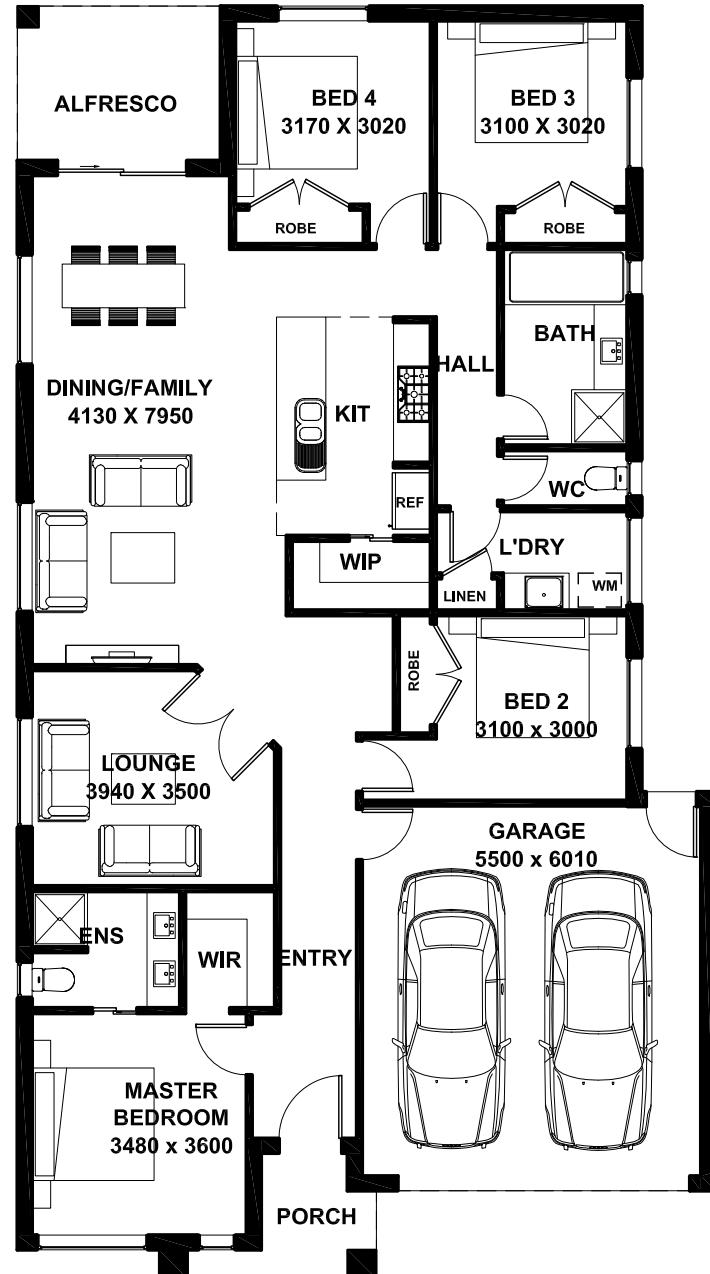 ALFRESCO
BED 4
3170 X 3020
BED 3
3100 X 3020
ROBE
ROBE
BATH
HALL
DINING/FAMILY
4130 X 7950
KIT
REF
WC
WIP
L'DRY
LINEN
WM
ROBE
BED 2
3100 x 3000
LOUNGE
3940 X 3500
GARAGE
5500 x 6010
ENS
WIR
ENTRY
MASTER
BEDROOM
3480 x 3600
PORCH